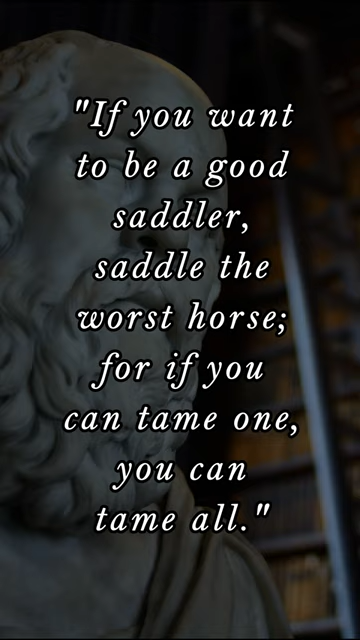 "If you want
to be a good
saddler,
saddle the
worst horse;
for if you
can tame one,
you can
tame all."